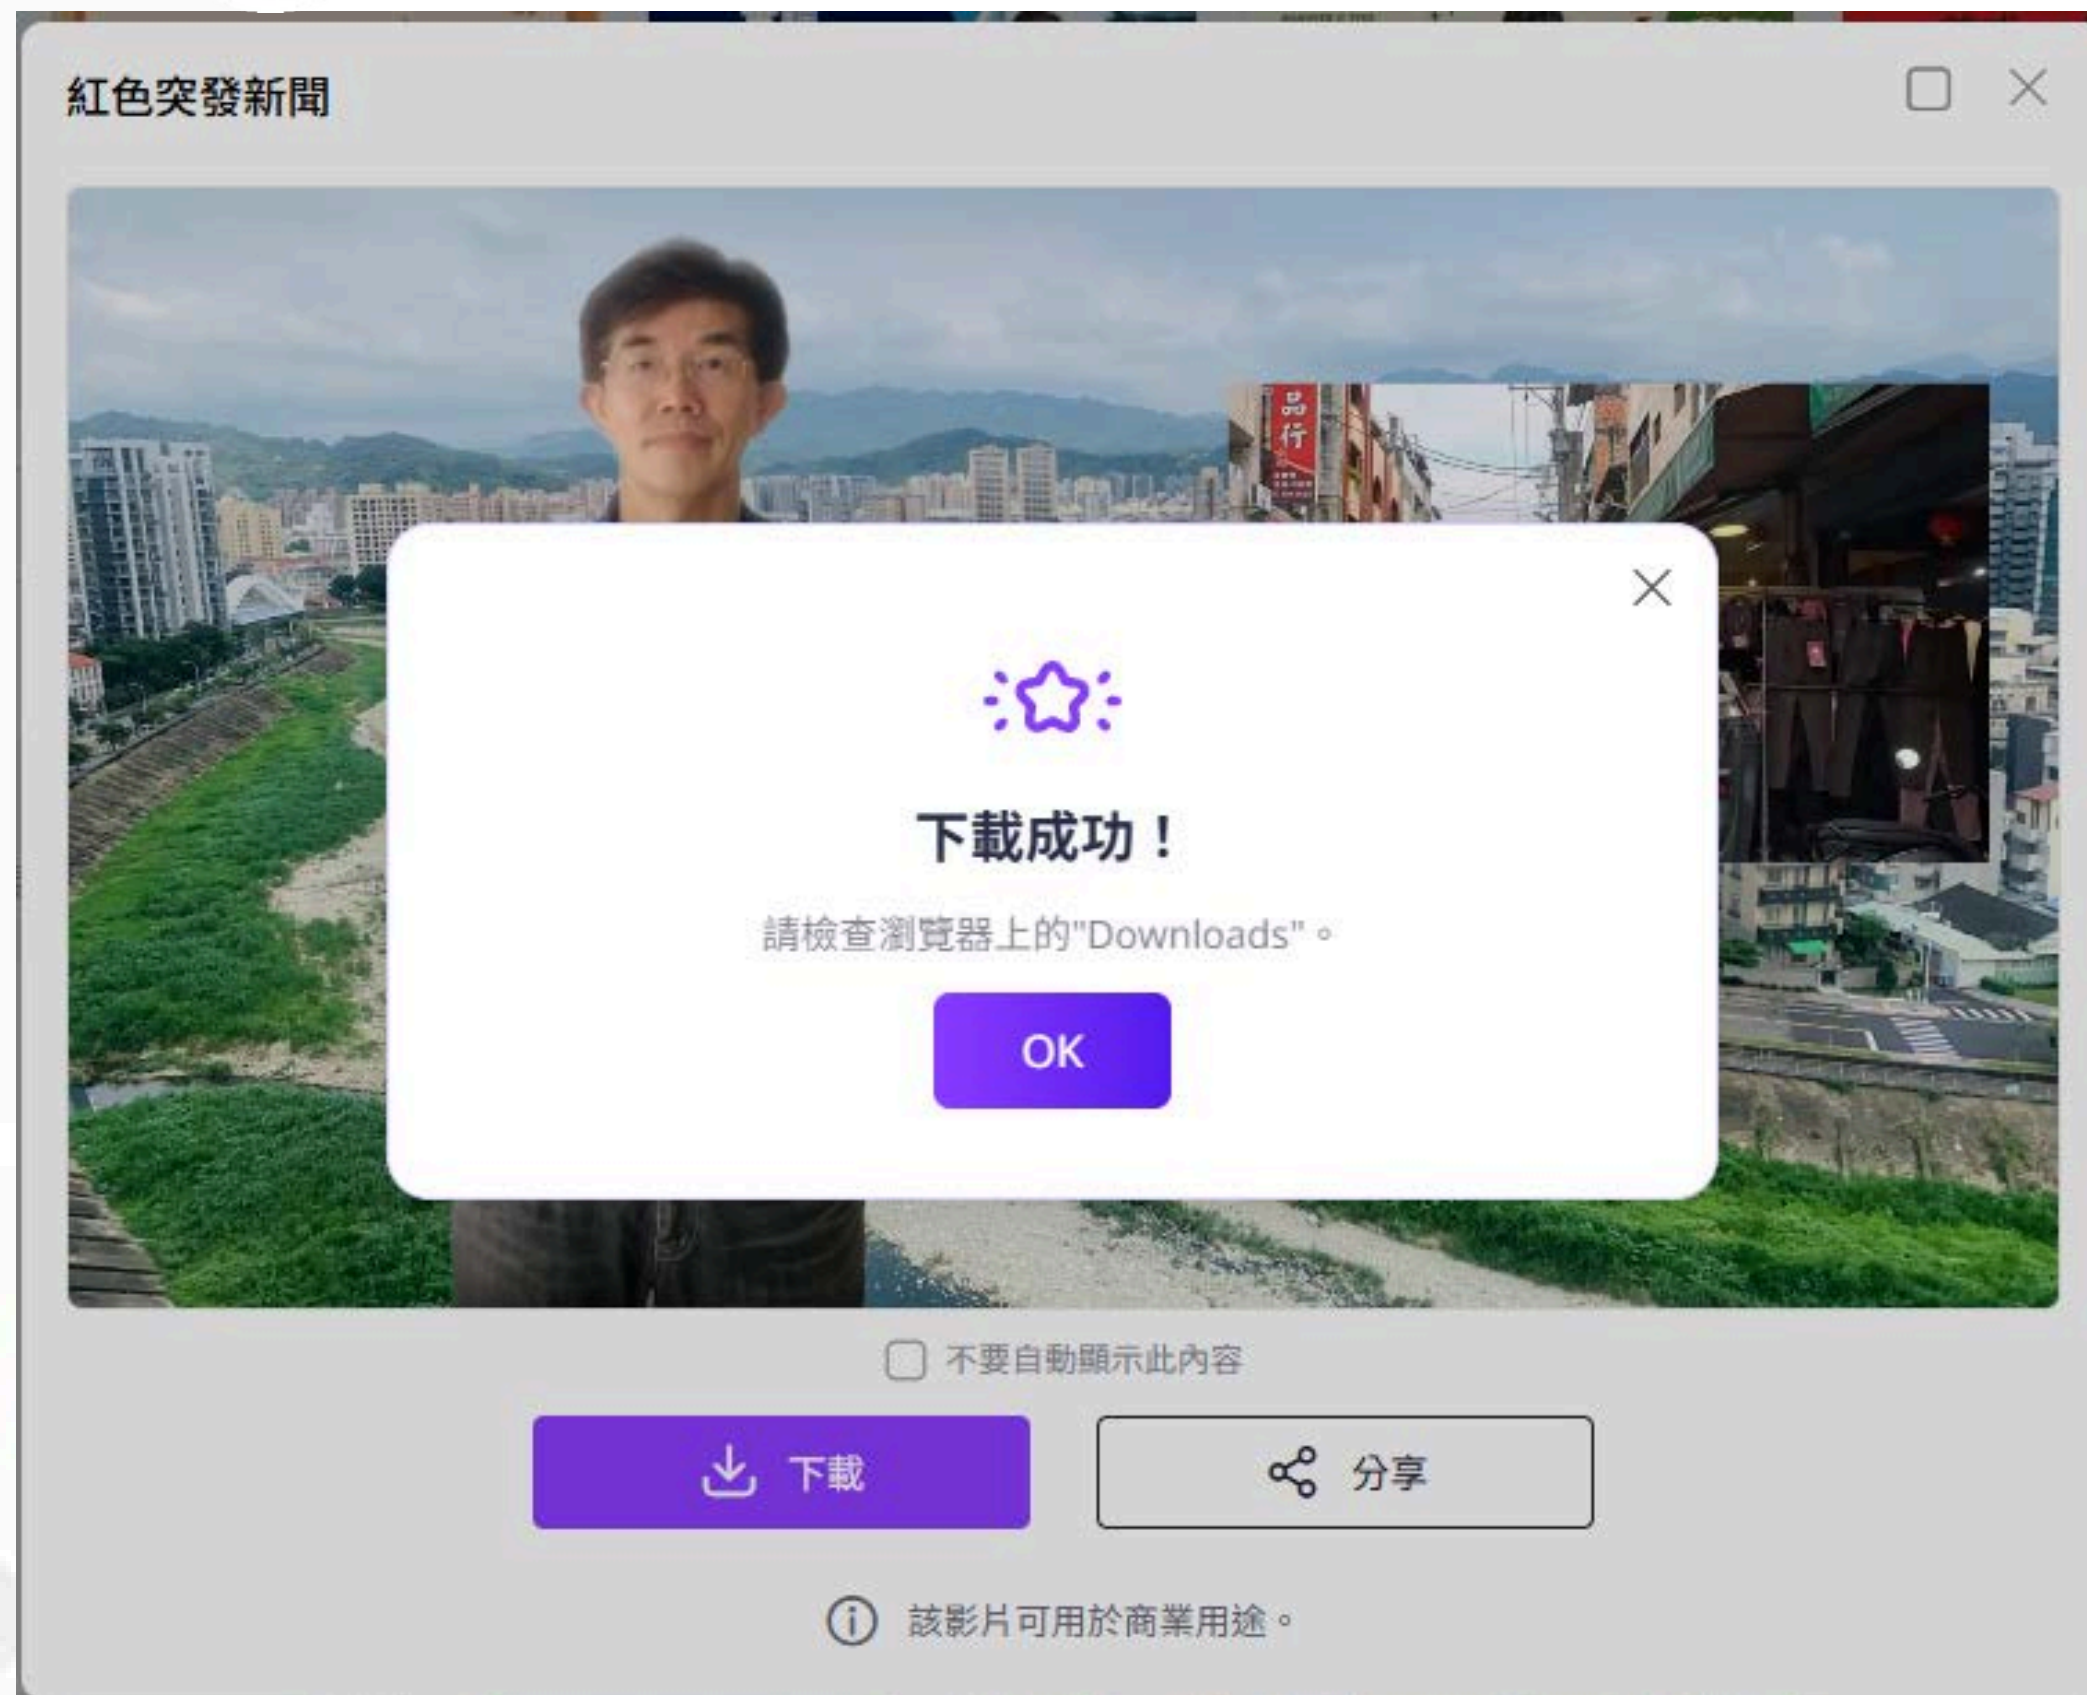 紅色突發新聞
品行
下載成功！
請檢查瀏覽器上的"Downloads"。
OK
不要自動顯示此內容
下載
分享
該影片可用於商業用途。